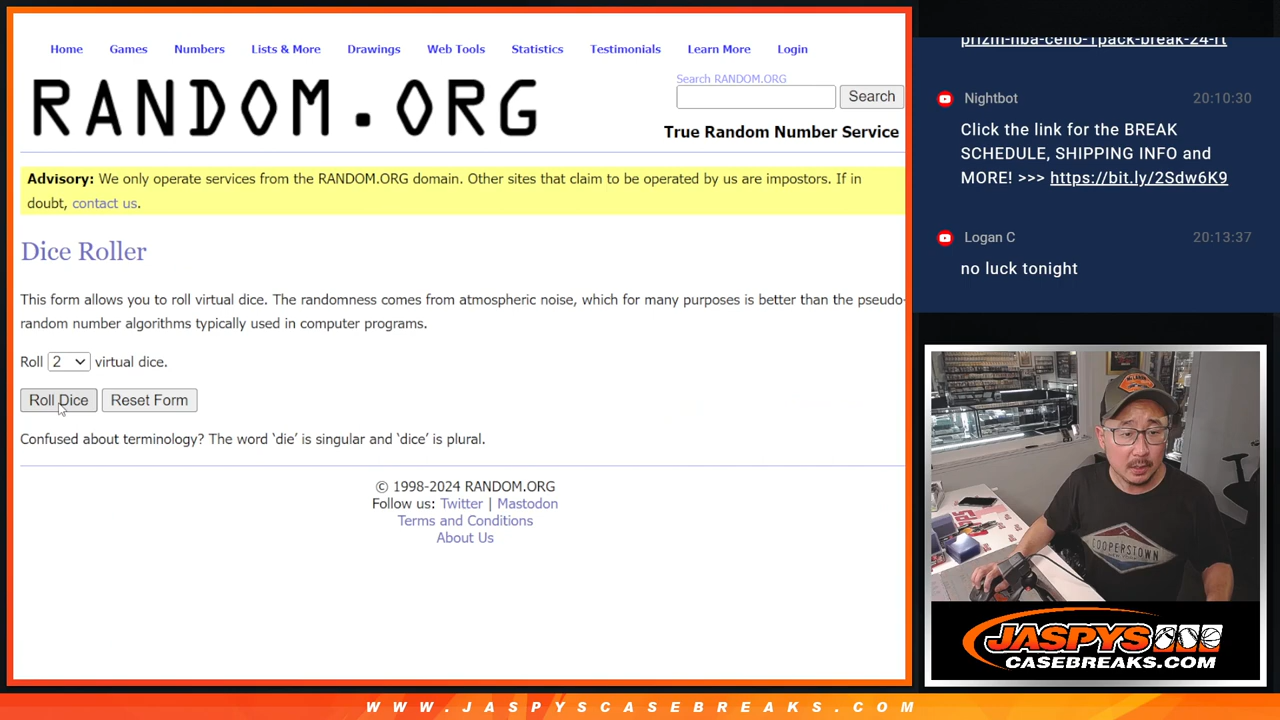 Home Games Numbers Lists & More Drawings Web Tools Statistics Testimonials Learn More Login
RANDOM.ORG
Search RANDOM.ORG
Search
True Random Number Service
Advisory: We only operate services from the RANDOM.ORG domain. Other sites that claim to be operated by us are impostors. If in
doubt, contact us.
Dice Roller
This form allows you to roll virtual dice. The randomness comes from atmospheric noise, which for many purposes is better than the pseudo-
random number algorithms typically used in computer programs.
Roll 2 virtual dice.
Roll Dice Reset Form
Confused about terminology? The word ‘die’ is singular and ‘dice’ is plural.
© 1998-2024 RANDOM.ORG
Follow us: Twitter | Mastodon
Terms and Conditions
About Us
prizm-nba-cello-1pack-break-24-rt
Nightbot 20:10:30
Click the link for the BREAK
SCHEDULE, SHIPPING INFO and
MORE! >>> https://bit.ly/2Sdw6K9
Logan C 20:13:37
no luck tonight
COOPERSTOWN
JASPYS
CASEBREAKS.COM
WWW.JASPYSCASEBREAKS.COM